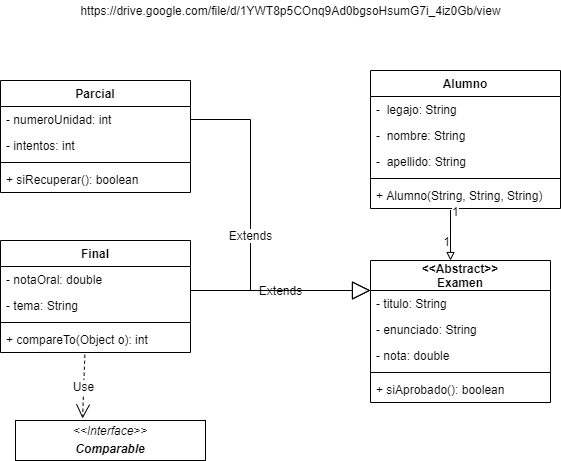 https://drive.google.com/file/d/1YWT8p5COnq9Ad0bgsoHsumG7i_4iz0Gb/view
Parcial
- numeroUnidad: int
- intentos: int
+ siRecuperar(): boolean
Alumno
- legajo: String
- nombre: String
- apellido: String
+ Alumno(String, String, String)
1
1
Extends
Extends
Final
- notaOral: double
- tema: String
+ compareTo(Object o): int
<<Abstract>>
Examen
- titulo: String
- enunciado: String
- nota: double
+ siAprobado(): boolean
Use
<<Interface>>
Comparable